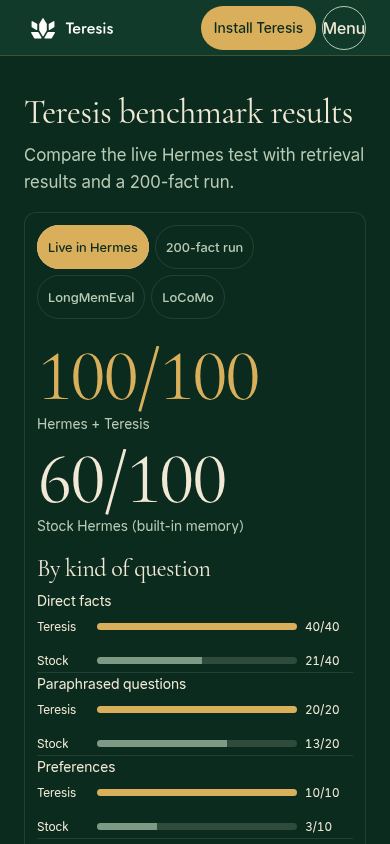 Teresis
Install Teresis
Menu
Teresis benchmark results
Compare the live Hermes test with retrieval
results and a 200-fact run.
Live in Hermes
200-fact run
LongMemEval
LoCoMo
100/100
Hermes + Teresis
60/100
Stock Hermes (built-in memory)
By kind of question
Direct facts
Teresis 40/40
Stock 21/40
Paraphrased questions
Teresis 20/20
Stock 13/20
Preferences
Teresis 10/10
Stock 3/10